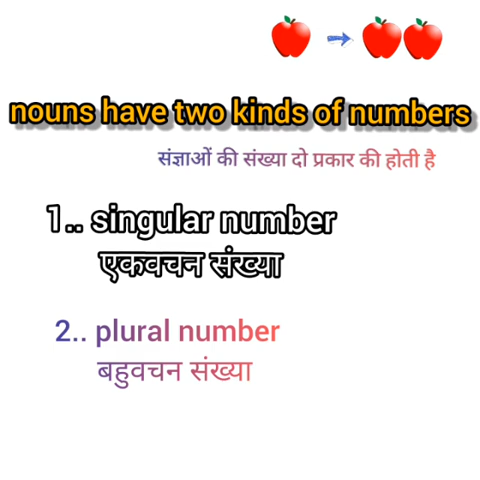 nouns have two kinds of numbers
संज्ञाओं की संख्या दो प्रकार की होती है
1.. singular number
एकवचन संख्या
2.. plural number
बहुवचन संख्या